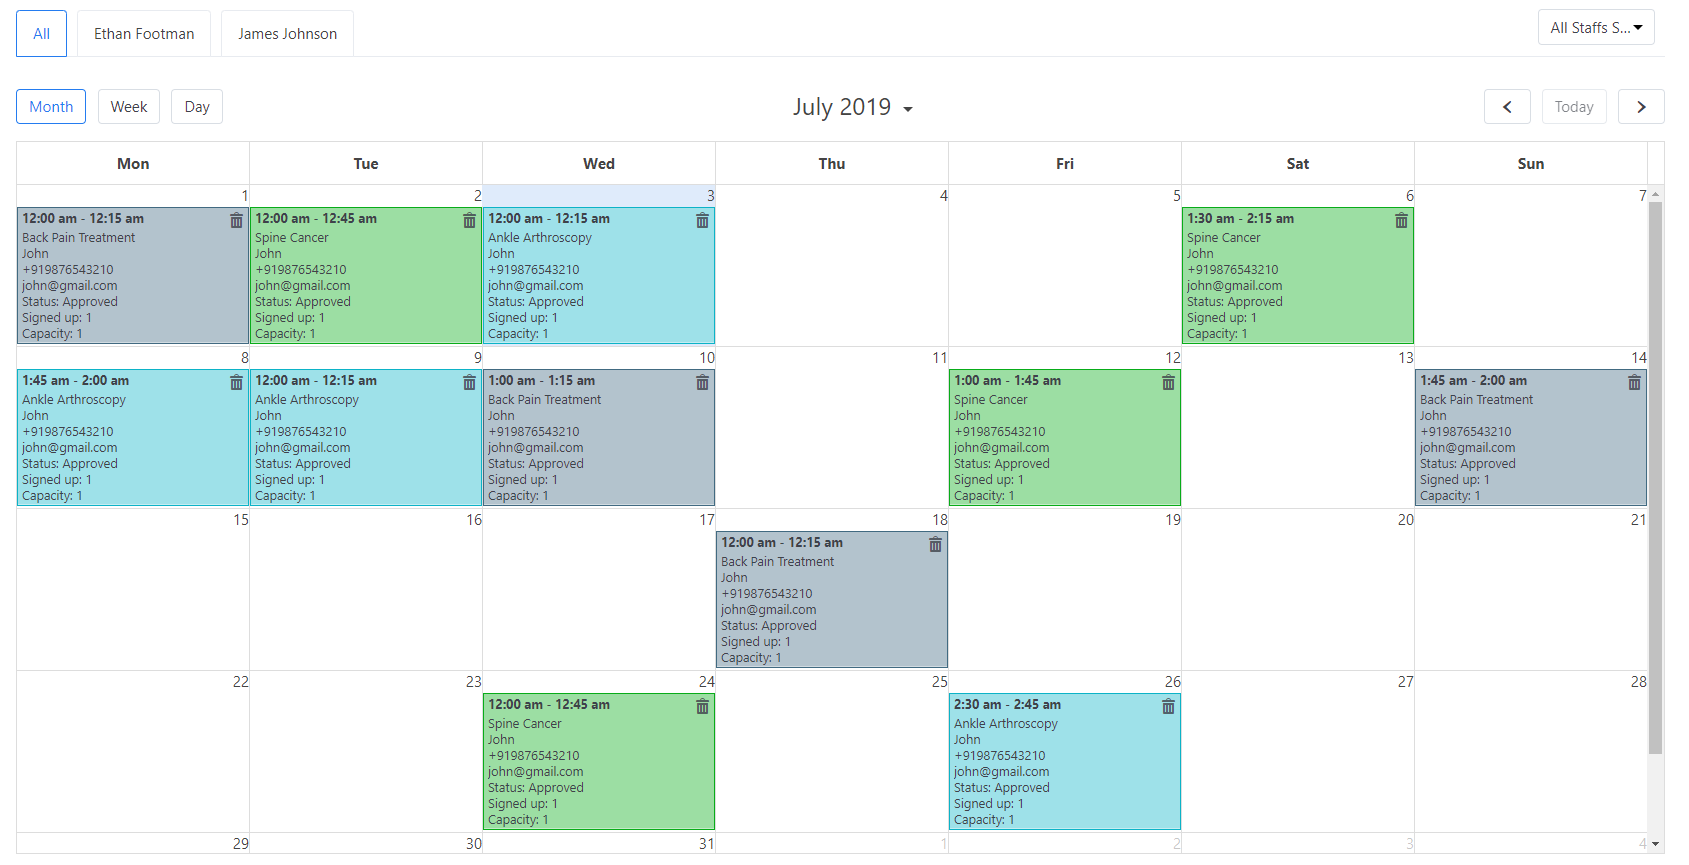 All
Ethan Footman
James Johnson
All Staffs S...
Month
Week
Day
July 2019
Today
Mon
Tue
Wed
Thu
Fri
Sat
Sun
1
2
3
4
5
6
7
12:00 am - 12:15 am
Back Pain Treatment
John
+919876543210
john@gmail.com
Status: Approved
Signed up: 1
Capacity: 1
12:00 am - 12:45 am
Spine Cancer
John
+919876543210
john@gmail.com
Status: Approved
Signed up: 1
Capacity: 1
12:00 am - 12:15 am
Ankle Arthroscopy
John
+919876543210
john@gmail.com
Status: Approved
Signed up: 1
Capacity: 1
1:30 am - 2:15 am
Spine Cancer
John
+919876543210
john@gmail.com
Status: Approved
Signed up: 1
Capacity: 1
8
9
10
11
12
13
14
1:45 am - 2:00 am
Ankle Arthroscopy
John
+919876543210
john@gmail.com
Status: Approved
Signed up: 1
Capacity: 1
12:00 am - 12:15 am
Ankle Arthroscopy
John
+919876543210
john@gmail.com
Status: Approved
Signed up: 1
Capacity: 1
1:00 am - 1:15 am
Back Pain Treatment
John
+919876543210
john@gmail.com
Status: Approved
Signed up: 1
Capacity: 1
1:00 am - 1:45 am
Spine Cancer
John
+919876543210
john@gmail.com
Status: Approved
Signed up: 1
Capacity: 1
1:45 am - 2:00 am
Back Pain Treatment
John
+919876543210
john@gmail.com
Status: Approved
Signed up: 1
Capacity: 1
15
16
17
18
19
20
21
12:00 am - 12:15 am
Back Pain Treatment
John
+919876543210
john@gmail.com
Status: Approved
Signed up: 1
Capacity: 1
22
23
24
25
26
27
28
12:00 am - 12:45 am
Spine Cancer
John
+919876543210
john@gmail.com
Status: Approved
Signed up: 1
Capacity: 1
2:30 am - 2:45 am
Ankle Arthroscopy
John
+919876543210
john@gmail.com
Status: Approved
Signed up: 1
Capacity: 1
29
30
31
1
2
3
4